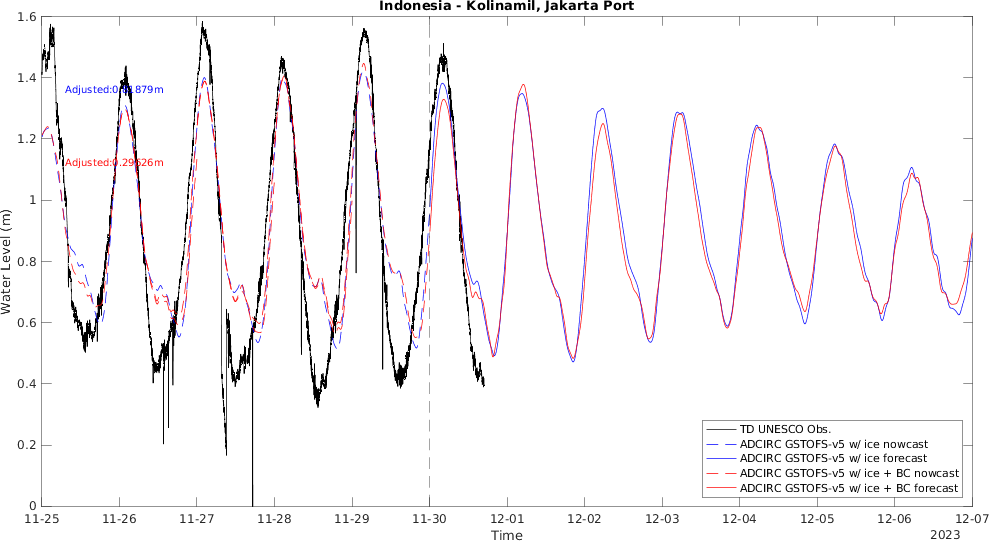 Indonesia - Kolinamil, Jakarta Port
1.6
1.4
1.2
1
0.8
0.6
0.4
0.2
0
Water Level (m)
Adjusted:
Adjusted:0.29626m
TD UNESCO Obs.
ADCIRC GSTOFS-v5 w/ ice nowcast
ADCIRC GSTOFS-v5 w/ ice forecast
ADCIRC GSTOFS-v5 w/ ice + BC nowcast
ADCIRC GSTOFS-v5 w/ ice + BC forecast
11-25 11-26 11-27 11-28 11-29 11-30 12-01 12-02 12-03 12-04 12-05 12-06 12-07
Time
2023